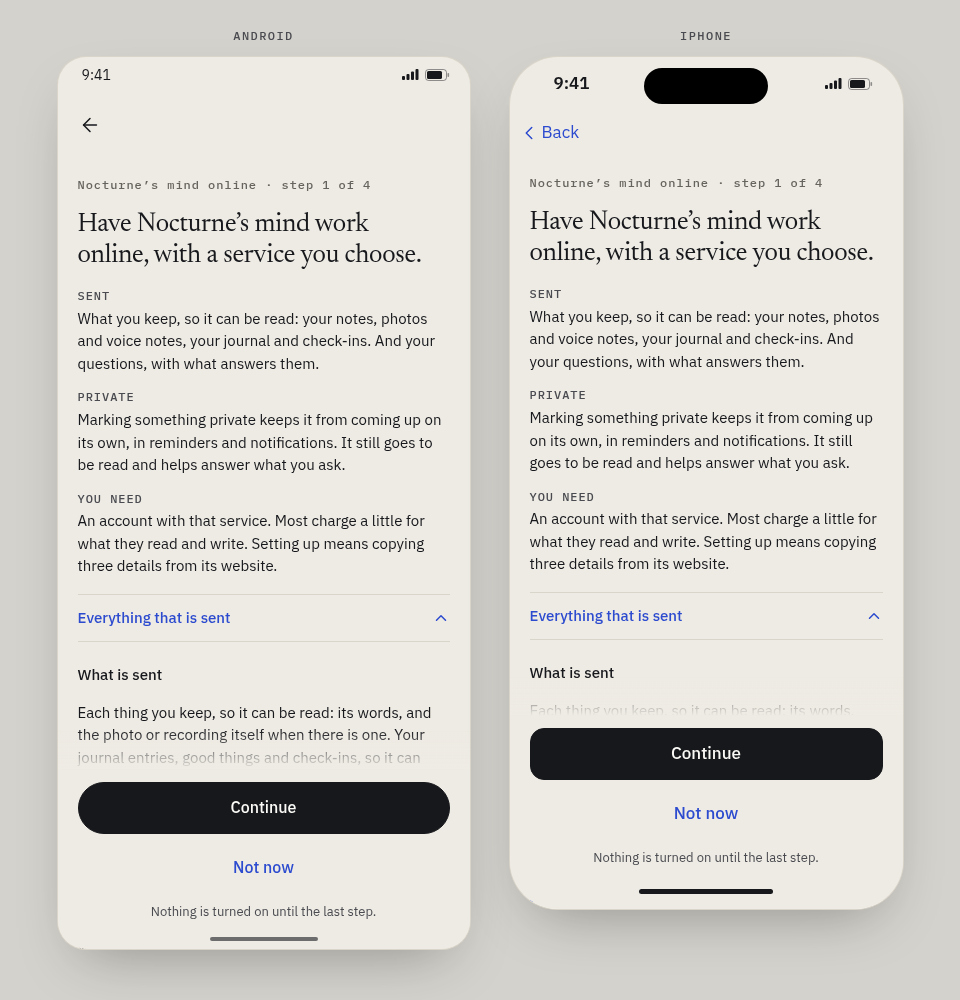 ANDROID
9:41
Nocturne’s mind online · step 1 of 4
Have Nocturne’s mind work
online, with a service you choose.
SENT
What you keep, so it can be read: your notes, photos
and voice notes, your journal and check-ins. And your
questions, with what answers them.
PRIVATE
Marking something private keeps it from coming up on
its own, in reminders and notifications. It still goes to
be read and helps answer what you ask.
YOU NEED
An account with that service. Most charge a little for
what they read and write. Setting up means copying
three details from its website.
Everything that is sent
What is sent
Each thing you keep, so it can be read: its words, and
the photo or recording itself when there is one. Your
journal entries, good things and check-ins, so it can
Continue
Not now
Nothing is turned on until the last step.
IPHONE
9:41
Back
Nocturne’s mind online · step 1 of 4
Have Nocturne’s mind work
online, with a service you choose.
SENT
What you keep, so it can be read: your notes, photos
and voice notes, your journal and check-ins. And
your questions, with what answers them.
PRIVATE
Marking something private keeps it from coming up
on its own, in reminders and notifications. It still
goes to be read and helps answer what you ask.
YOU NEED
An account with that service. Most charge a little for
what they read and write. Setting up means copying
three details from its website.
Everything that is sent
What is sent
Each thing you keep, so it can be read: its words,
Continue
Not now
Nothing is turned on until the last step.